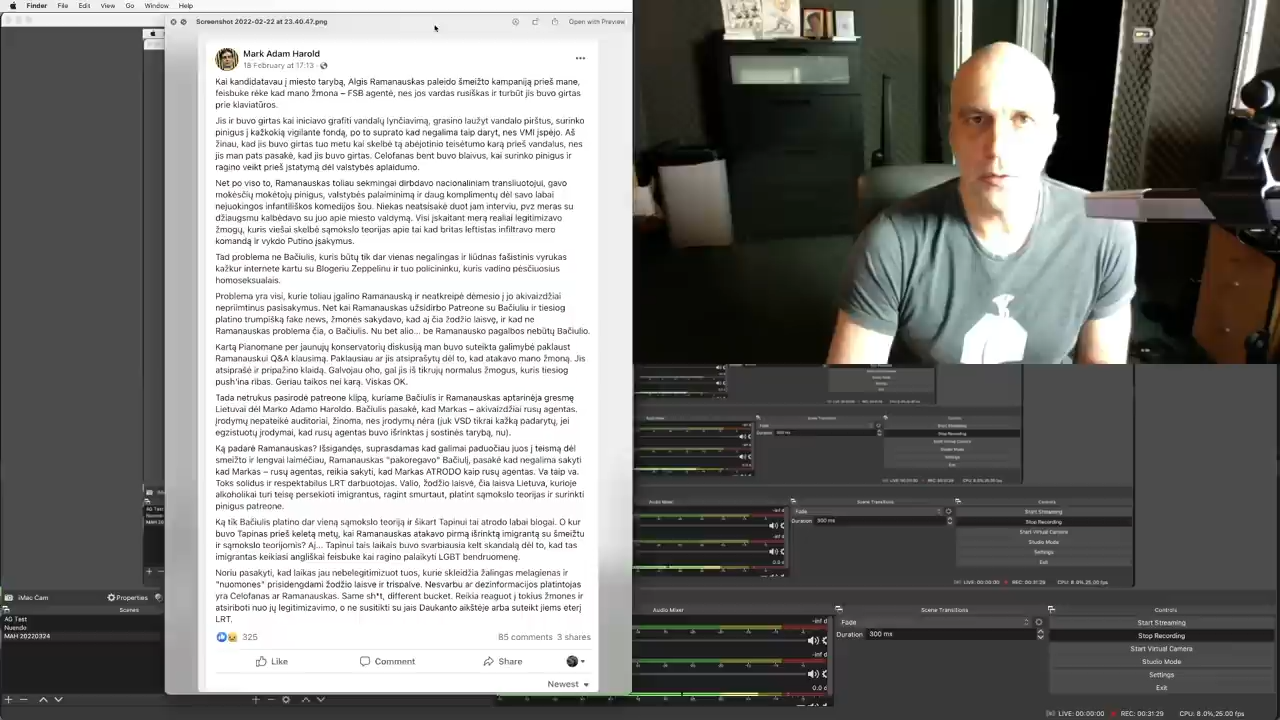 Finder File Edit View Go Window Help
Screenshot 2022-02-22 at 23.40.47.png
Open with Preview
Mark Adam Harold
18 February at 17:13
Kai kandidatavau į miesto tarybą, Algis Ramanauskas paleido šmeižto kampaniją prieš mane,
feisbuke rėkė kad mano žmona – FSB agentė, nes jos vardas rusiškas ir turbūt jis buvo girtas
prie klaviatūros.
Jis ir buvo girtas kai iniciavo grafiti vandalų lynčiavimą, grasino laužyt vandalo pirštus, surinko
pinigus į kažkokią vigilante fondą, po to suprato kad negalima taip daryt, nes VMI įspėjo. Aš
žinau, kad jis buvo girtas tuo metu kai skelbė tą abėjotinio teisėtumo karą prieš vandalus, nes
jis man pats pasakė, kad jis buvo girtas. Celofanas bent buvo blaivus, kai surinko pinigus ir
ragino veikt prieš įstatymą dėl valstybės aplaidumo.
Net po viso to, Ramanauskas toliau sekmingai dirbdavo nacionaliniam transliuotojui, gavo
mokėsčių mokėtojų pinigus, valstybės palaiminimą ir daug komplimentų dėl savo labai
nejuokingos infantiliškos komedijos šou. Niekas neatsisakė duot jam interviu, pvz meras su
džiaugsmu kalbėdavo su juo apie miesto valdymą. Visi įskaitant merą realiai legitimizavo
žmogų, kuris viešai skelbė sąmokslo teorijas apie tai kad britas leftistas infiltravo mero
komandą ir vykdo Putino įsakymus.
Tad problema ne Bačiulis, kuris būtų tik dar vienas negalingas ir liūdnas fašistinis vyrukas
kažkur internete kartu su Blogeriu Zeppelinu ir tuo policininku, kuris vadino pėsčiuosius
homoseksualais.
Problema yra visi, kurie toliau įgalino Ramanauską ir neatkreipė dėmesio į jo akivaizdžiai
nepriimtinus pasisakymus. Net kai Ramanauskas užsidirbo Patreone su Bačiuliu ir tiesiog
platino trumpišką fake news, žmonės sakydavo, kad aj čia žodžio laisvė, ir kad ne
Ramanauskas problema čia, o Bačiulis. Nu bet alio... be Ramanausko pagalbos nebūtų Bačiulio.
Kartą Pianomane per jaunųjų konservatorių diskusiją man buvo suteikta galimybė paklaust
Ramanauskui Q&A klausimą. Paklausiau ar jis atsiprašytų dėl to, kad atakavo mano žmoną. Jis
atsiprašė ir pripažino klaidą. Galvojau oho, gal jis iš tikrųjų normalus žmogus, kuris tiesiog
push'ina ribas. Geriau taikos nei karą. Viskas OK.
Tada netrukus pasirodė patreone klipą, kuriame Bačiulis ir Ramanauskas aptarinėja gresmę
Lietuvai dėl Marko Adamo Haroldo. Bačiulis pasakė, kad Markas – akivaizdžiai rusų agentas.
Įrodymų nepateikė auditoriai, žinoma, nes įrodymų nėra (juk VSD tikrai kažką padarytų, jei
egzistuotų įrodymai, kad rusų agentas buvo išrinktas į sostinės tarybą, nu).
Ką padarė Ramanauskas? Išsigandęs, suprasdamas kad galimai paduočiau juos į teismą dėl
šmeižto ir lengvai laimėčiau, Ramanauskas "pakoregavo" Bačiulį, pasakė kad negalima sakyt
kad Markas – rusų agentas, reikia sakyti, kad Markas ATRODO kaip rusų agentas. Va taip va.
Toks solidus ir respektabilus LRT darbuotojas. Valio, žodžio laisvė, čia laisva Lietuva, kurioje
alkoholikai turi teisę persekioti imigrantus, ragint smurtaut, platint sąmokslo teorijas ir surinkti
pinigus patreone.
Ką tik Bačiulis platino dar vieną sąmokslo teoriją ir šikart Tapinui tai atrodo labai blogai. O kur
buvo Tapinas prieš keletą metų, kai Ramanauskas atakavo pirmą išrinktą imigrantą su šmeižtu
ir sąmokslo teorijomis? Aj... Tapinui tais laikais buvo svarbiausia kelt skandalą dėl to, kad tas
imigrantas keikiasi angliškai feisbuke kai ragino palaikyti LGBT bendruomenę.
Noriu pasakyti, kad laikas jau nebelegitimizuot tuos, kurie skleidžia žalingas melagienas ir
"nuomones" prisidengdami žodžio laisve ir trispalve. Nesvarbu ar dezinformacijos platintojas
yra Celofanas ar Ramanauskas. Same sh*t, different bucket. Reikia reaguot į tokius žmones ir
atsiriboti nuo jų legitimizavimo, o ne susitikti su jais Daukanto aikštėje arba suteikt jiems eterį
LRT.
325
85 comments 3 shares
Like Comment Share
Newest
iMac Cam
Properties
Scenes
AG Test
Nuendo
MAH 20220324
Audio Mixer
Scene Transitions
Controls
Fade
Duration 300 ms
Start Streaming
Stop Recording
Start Virtual Camera
Studio Mode
Settings
Exit
LIVE: 00:00:00 REC: 00:31:29 CPU: 8.0%, 25.00 fps